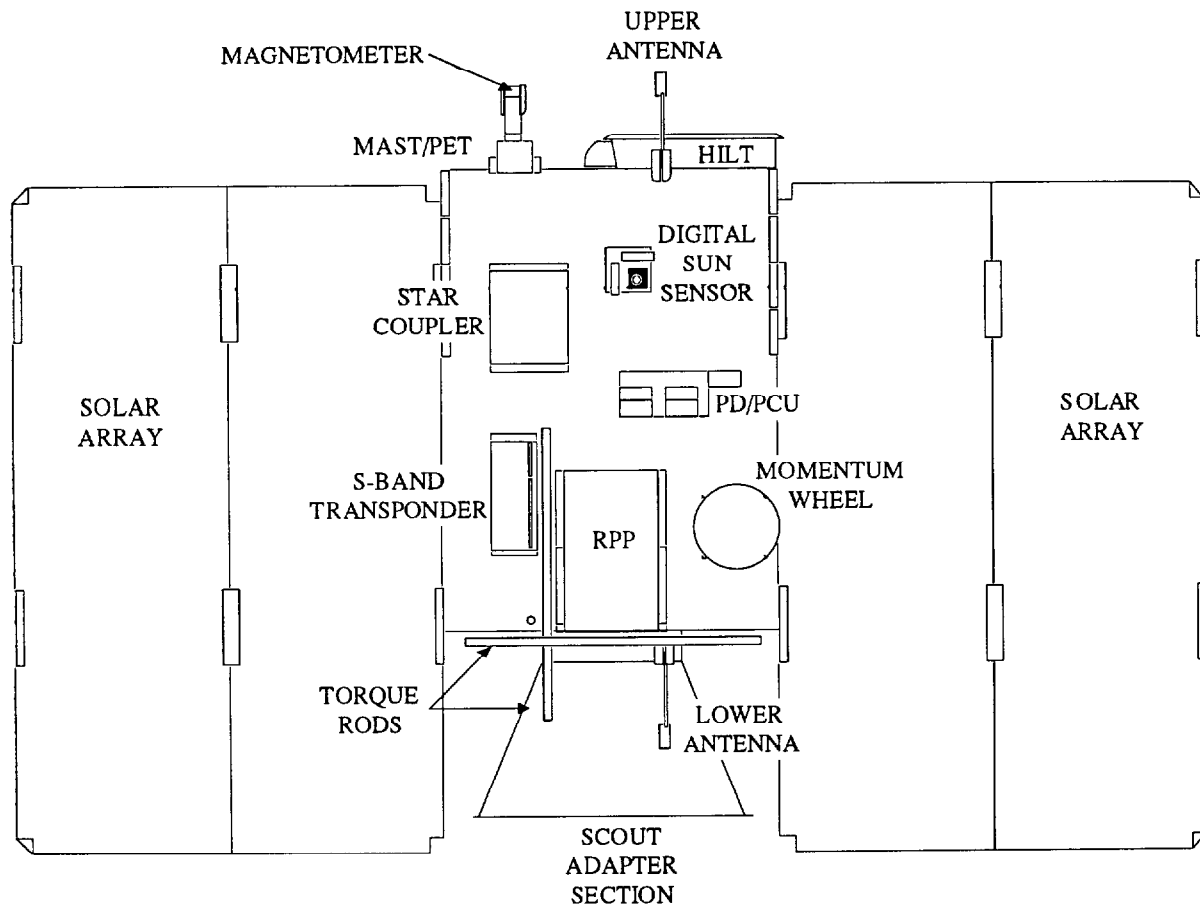 UPPER
ANTENNA
MAGNETOMETER
MAST/PET
HILT
DIGITAL
SUN
SENSOR
STAR
COUPLER
PD/PCU
SOLAR
ARRAY
SOLAR
ARRAY
S-BAND
TRANSPONDER
RPP
MOMENTUM
WHEEL
TORQUE
RODS
LOWER
ANTENNA
SCOUT
ADAPTER
SECTION